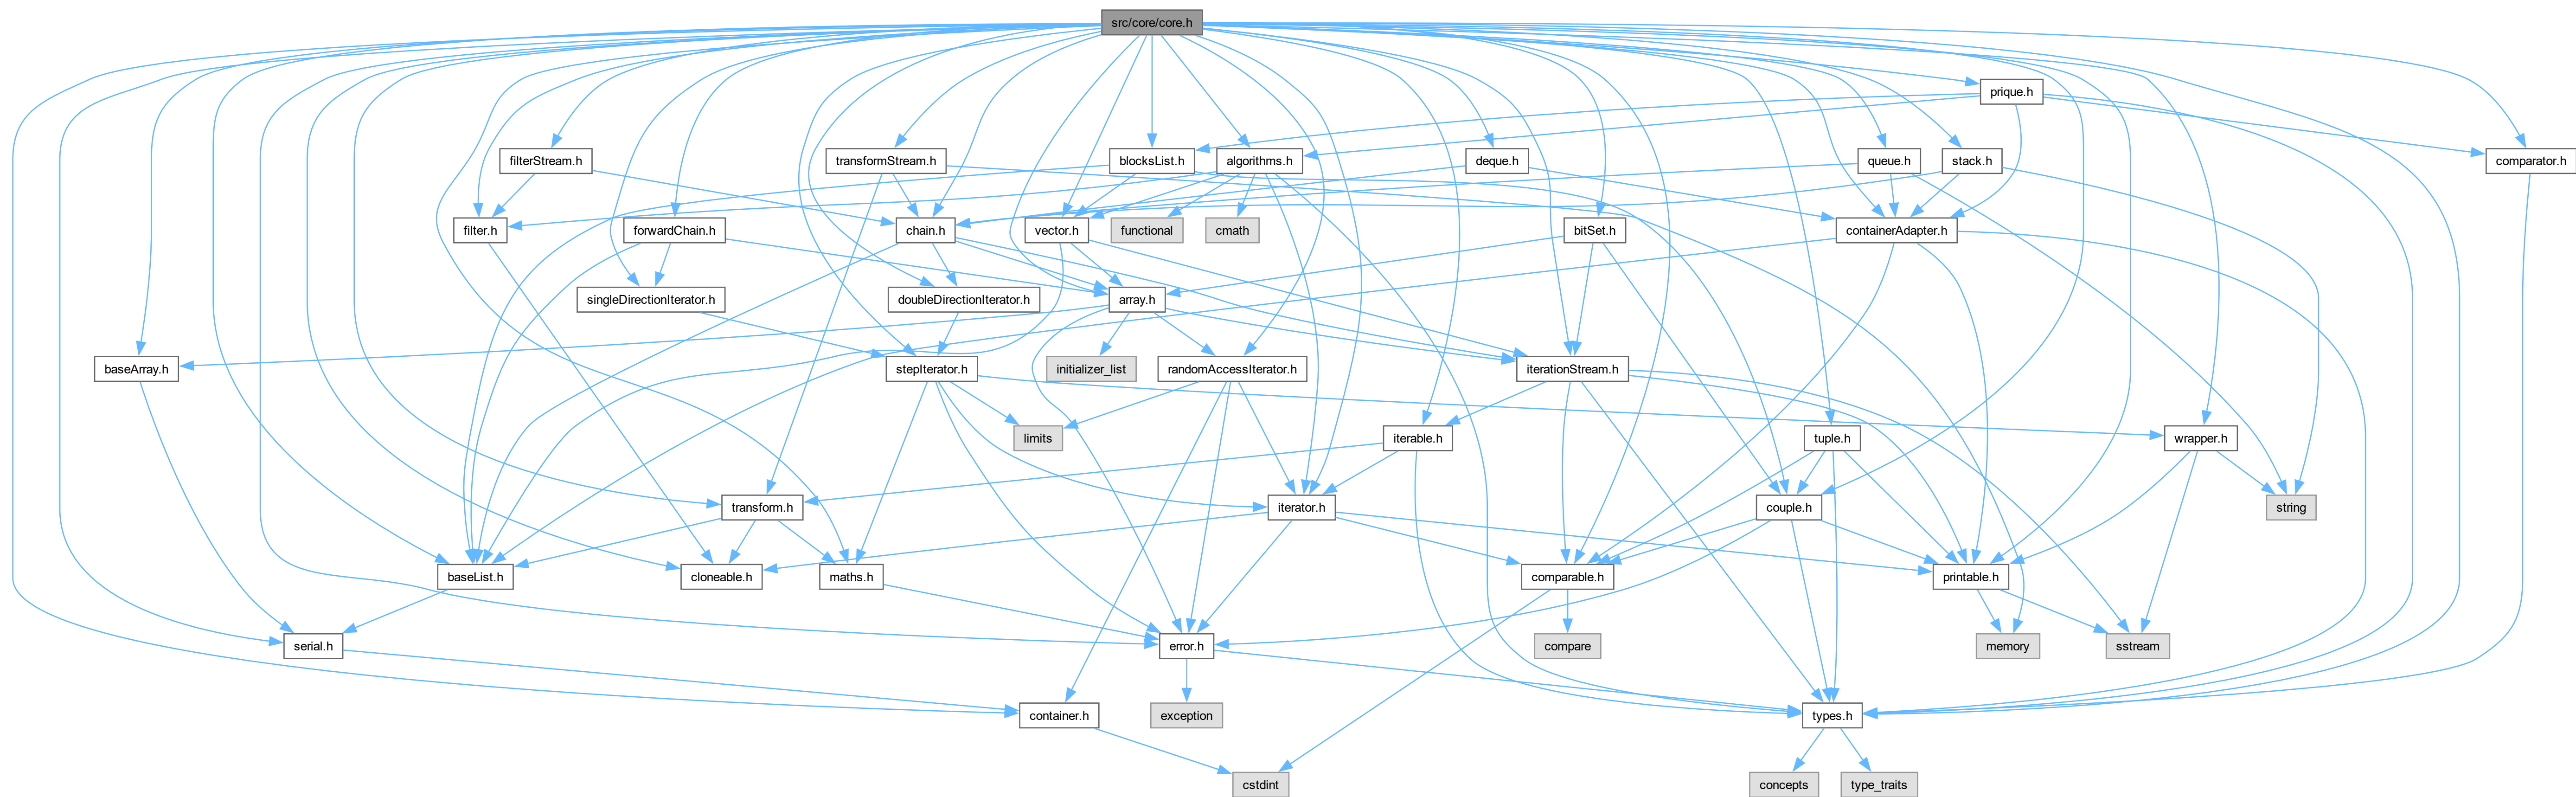 src/core/core.h
prique.h
filterStream.h
transformStream.h
blocksList.h
algorithms.h
deque.h
queue.h
stack.h
comparator.h
filter.h
forwardChain.h
chain.h
vector.h
functional
cmath
bitSet.h
containerAdapter.h
singleDirectionIterator.h
doubleDirectionIterator.h
array.h
baseArray.h
stepIterator.h
initializer_list
randomAccessIterator.h
iterationStream.h
limits
iterable.h
tuple.h
wrapper.h
transform.h
iterator.h
couple.h
string
baseList.h
cloneable.h
maths.h
comparable.h
printable.h
serial.h
error.h
compare
memory
sstream
container.h
exception
types.h
cstdint
concepts
type_traits